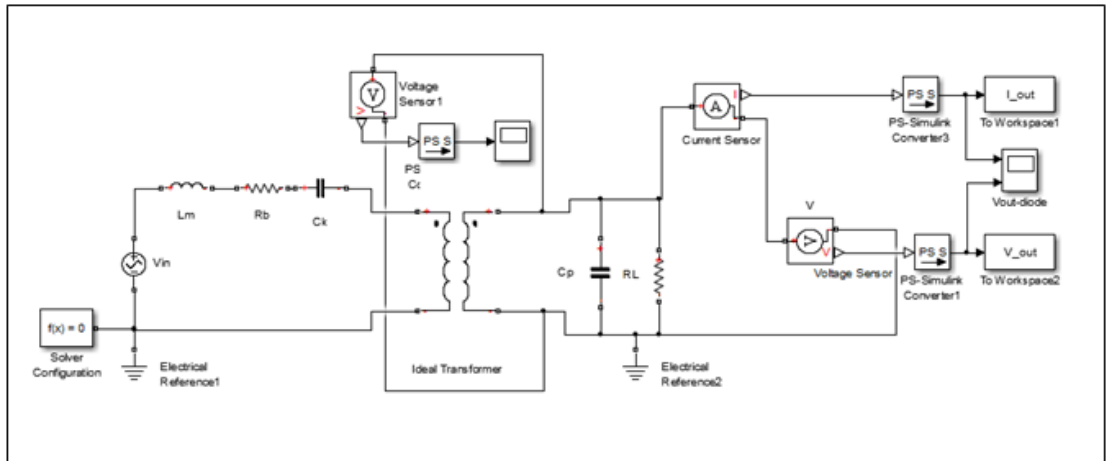 Voltage
Sensor1
V
V
PS S
PS
Cc
Lm
Rb
Ck
Vin
f(x) = 0
Solver
Configuration
Electrical
Reference1
Ideal Transformer
Cp
RL
Electrical
Reference2
A
I
Current Sensor
PS S
PS-Simulink
Converter3
I_out
To Workspace1
Vout-diode
V
V
V
Voltage Sensor
PS S
PS-Simulink
Converter1
V_out
To Workspace2